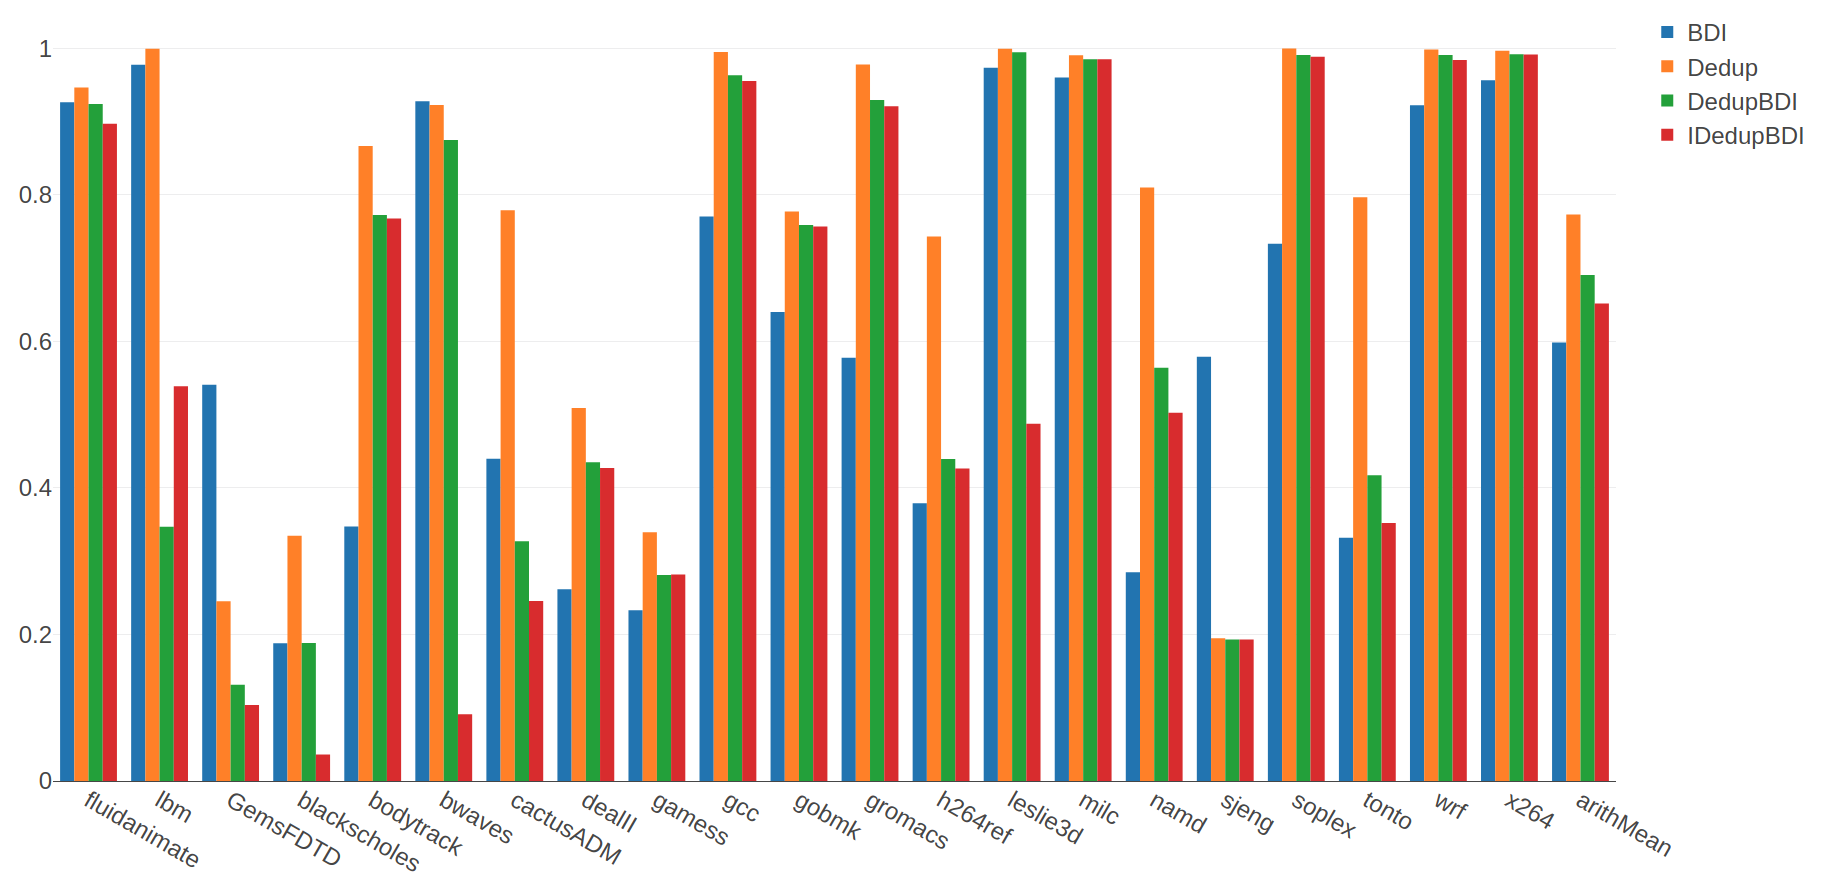 1
0.8
0.6
0.4
0.2
0
fluidanimate
lbm
GemsFDTD
blackscholes
bodytrack
bwaves
cactusADM
dealII
gamess
gcc
gobmk
gromacs
h264ref
leslie3d
milc
namd
sjeng
soplex
tonto
wrf
x264
arithMean
BDI
Dedup
DedupBDI
IDedupBDI